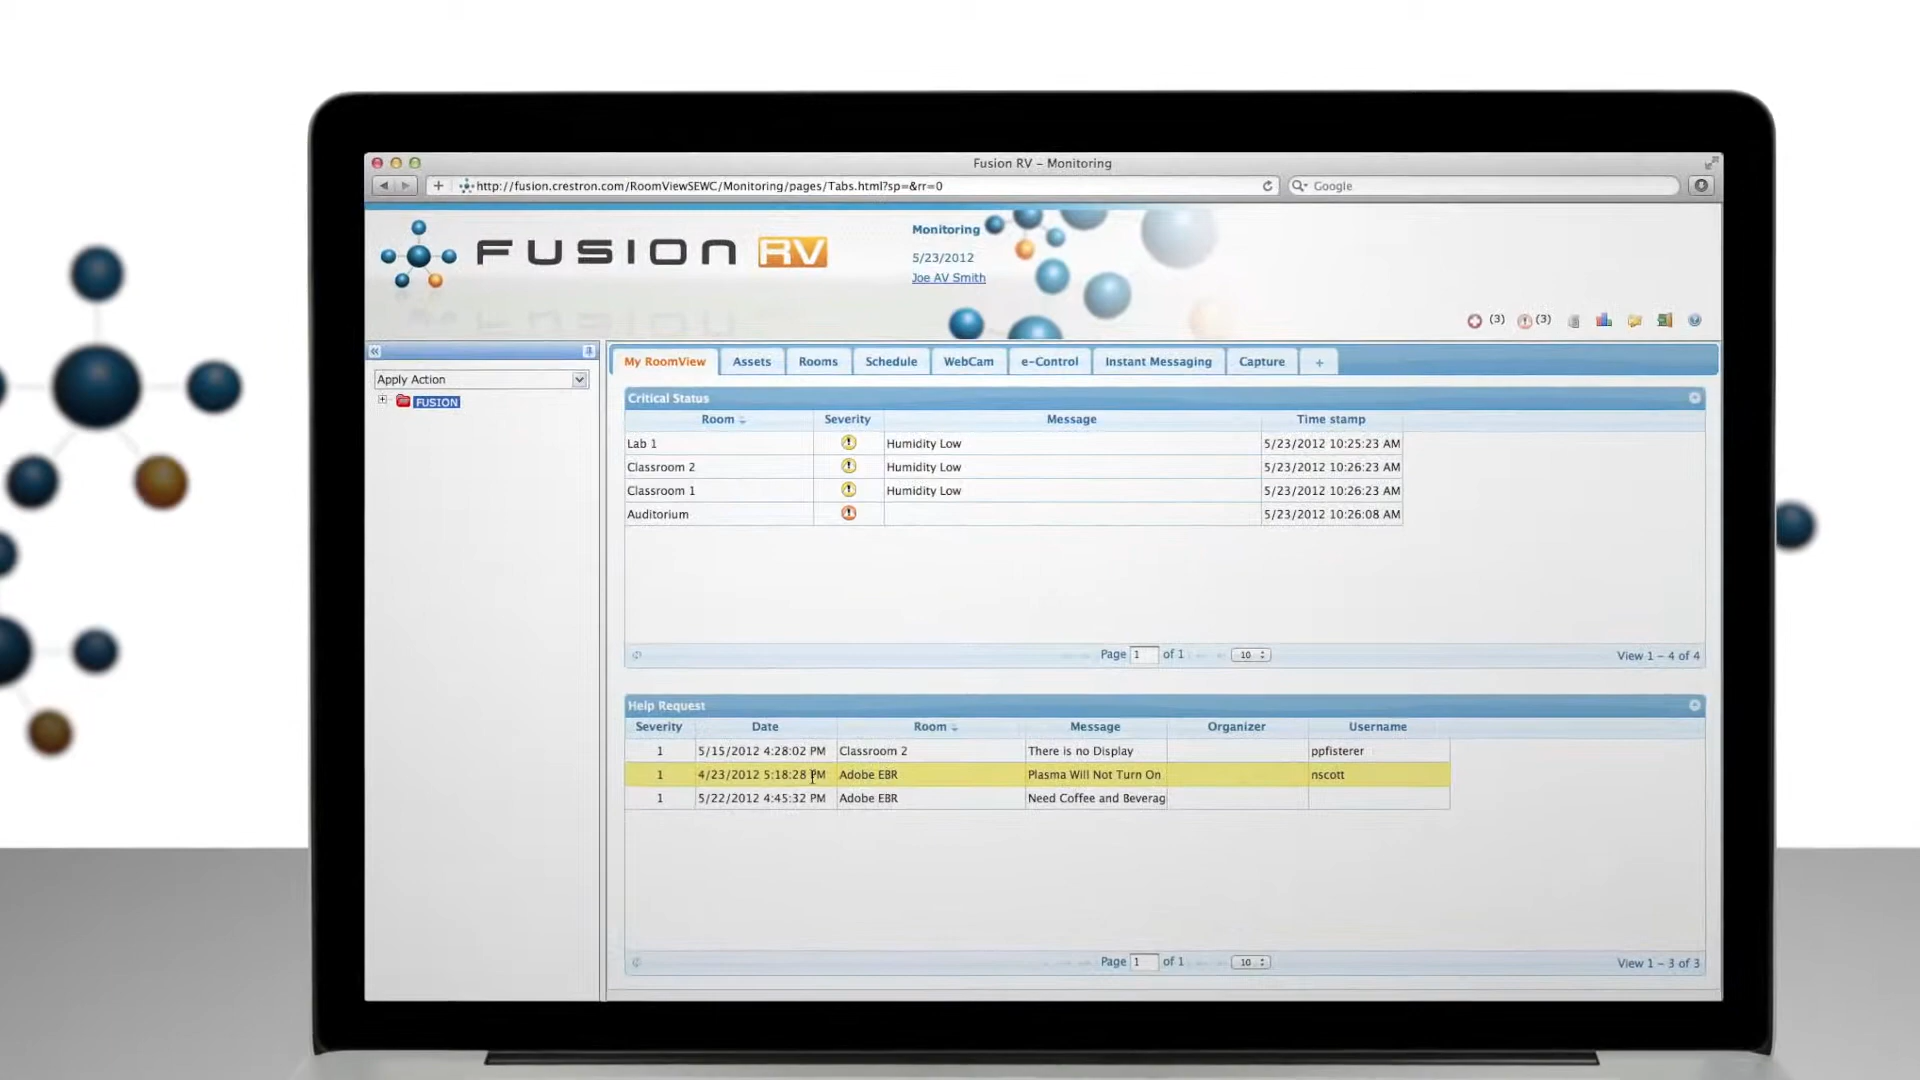 Fusion RV – Monitoring
http://fusion.crestron.com/RoomViewSEWC/Monitoring/pages/Tabs.html?sp=&rr=0
Google
FUSION RV
Monitoring
5/23/2012
Joe AV Smith
(3) (3)
Apply Action
FUSION
My RoomView Assets Rooms Schedule WebCam e-Control Instant Messaging Capture +
Critical Status
Room Severity Message Time stamp
Lab 1 Humidity Low 5/23/2012 10:25:23 AM
Classroom 2 Humidity Low 5/23/2012 10:26:23 AM
Classroom 1 Humidity Low 5/23/2012 10:26:23 AM
Auditorium 5/23/2012 10:26:08 AM
Page 1 of 1 10 View 1 – 4 of 4
Help Request
Severity Date Room Message Organizer Username
1 5/15/2012 4:28:02 PM Classroom 2 There is no Display ppfisterer
1 4/23/2012 5:18:28 PM Adobe EBR Plasma Will Not Turn On nscott
1 5/22/2012 4:45:32 PM Adobe EBR Need Coffee and Beverag
Page 1 of 1 10 View 1 – 3 of 3